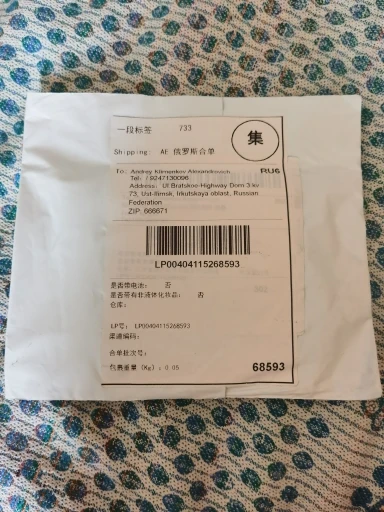 一段标签 733
集
Shipping: AE 俄罗斯合单
To: Andrey Klimenkov Alexandrovich RU6
Tel: / 9247130096
Address: Ul Bratskoe-Highway Dom 3 kv
73, Ust-Ilimsk, Irkutskaya oblast, Russian
Federation
ZIP: 666671
LP00404115268593
是否带电池: 否
是否带有非液体化妆品: 否
仓库:
LP号: LP00404115268593
渠道编码:
合单批次号:
包裹重量 (Kg): 0.05
68593